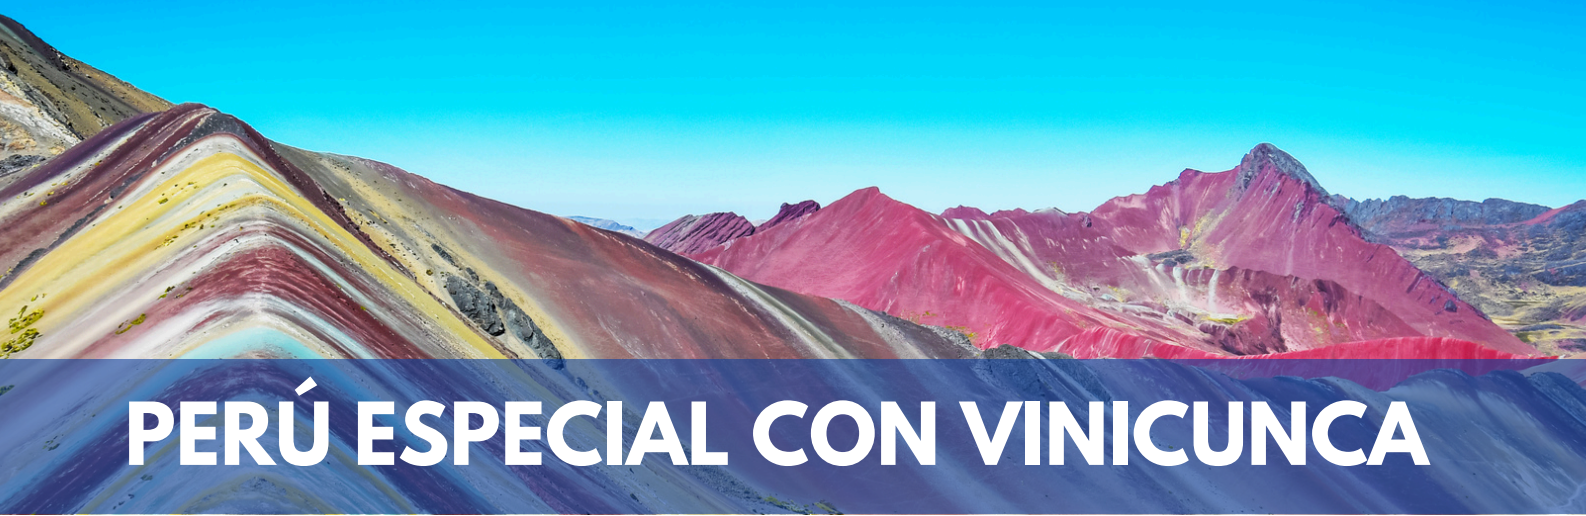 PERÚ ESPECIAL CON VINICUNCA